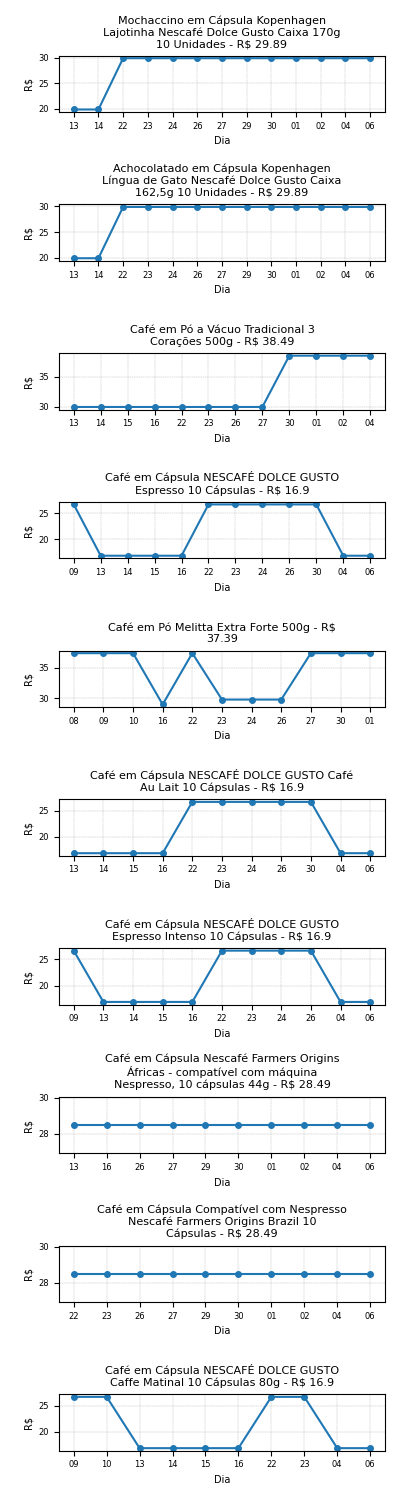 Mochaccino em Cápsula Kopenhagen
Lajotinha Nescafé Dolce Gusto Caixa 170g
10 Unidades - R$ 29.89
30
25
20
R$
13 14 22 23 24 26 27 29 30 01 02 04 06
Dia
Achocolatado em Cápsula Kopenhagen
Língua de Gato Nescafé Dolce Gusto Caixa
162,5g 10 Unidades - R$ 29.89
30
25
20
R$
13 14 22 23 24 26 27 29 30 01 02 04 06
Dia
Café em Pó a Vácuo Tradicional 3
Corações 500g - R$ 38.49
35
30
R$
13 14 15 16 22 23 26 27 30 01 02 04
Dia
Café em Cápsula NESCAFÉ DOLCE GUSTO
Espresso 10 Cápsulas - R$ 16.9
25
20
R$
09 13 14 15 16 22 23 24 26 30 04 06
Dia
Café em Pó Melitta Extra Forte 500g - R$
37.39
35
30
R$
08 09 10 16 22 23 24 26 27 30 01
Dia
Café em Cápsula NESCAFÉ DOLCE GUSTO Café
Au Lait 10 Cápsulas - R$ 16.9
25
20
R$
13 14 15 16 22 23 24 26 30 04 06
Dia
Café em Cápsula NESCAFÉ DOLCE GUSTO
Espresso Intenso 10 Cápsulas - R$ 16.9
25
20
R$
09 13 14 15 16 22 23 24 26 04 06
Dia
Café em Cápsula Nescafé Farmers Origins
Áfricas - compatível com máquina
Nespresso, 10 cápsulas 44g - R$ 28.49
30
28
R$
13 16 26 27 29 30 01 02 04 06
Dia
Café em Cápsula Compatível com Nespresso
Nescafé Farmers Origins Brazil 10
Cápsulas - R$ 28.49
30
28
R$
22 23 26 27 29 30 01 02 04 06
Dia
Café em Cápsula NESCAFÉ DOLCE GUSTO
Caffe Matinal 10 Cápsulas 80g - R$ 16.9
25
20
R$
09 10 13 14 15 16 22 23 04 06
Dia